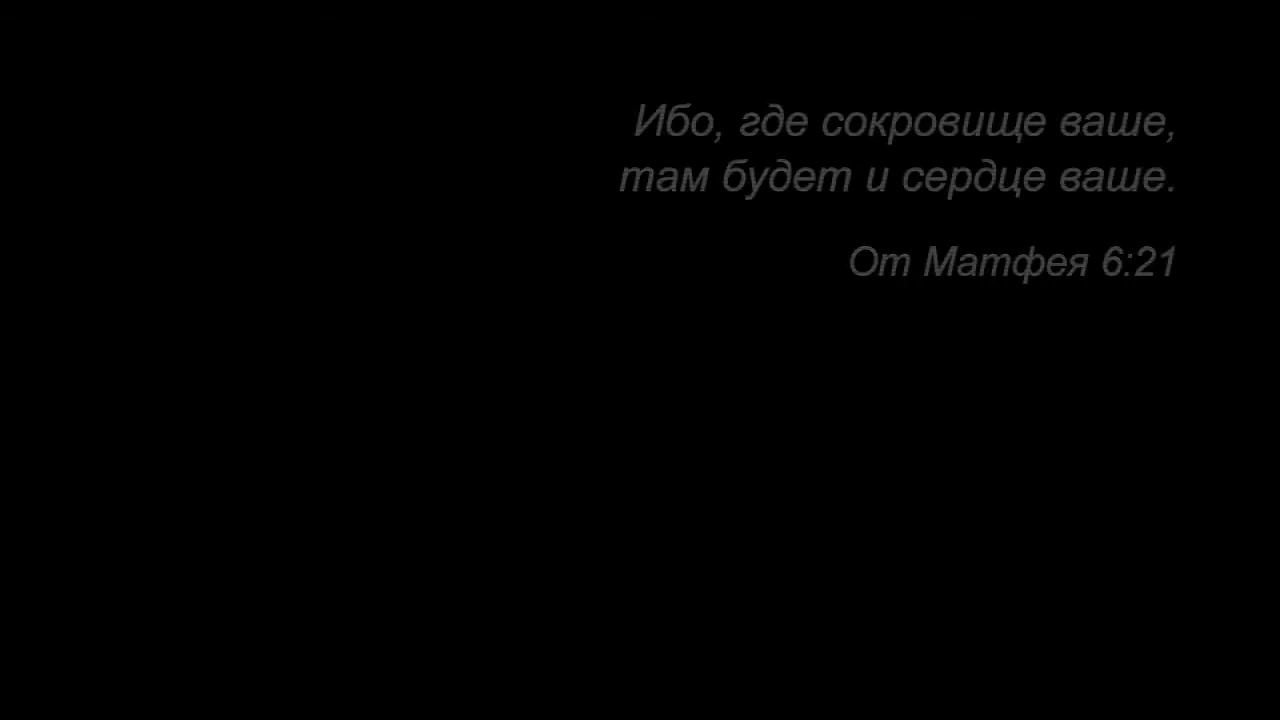 Ибо, где сокровище ваше,
там будет и сердце ваше.
От Матфея 6:21